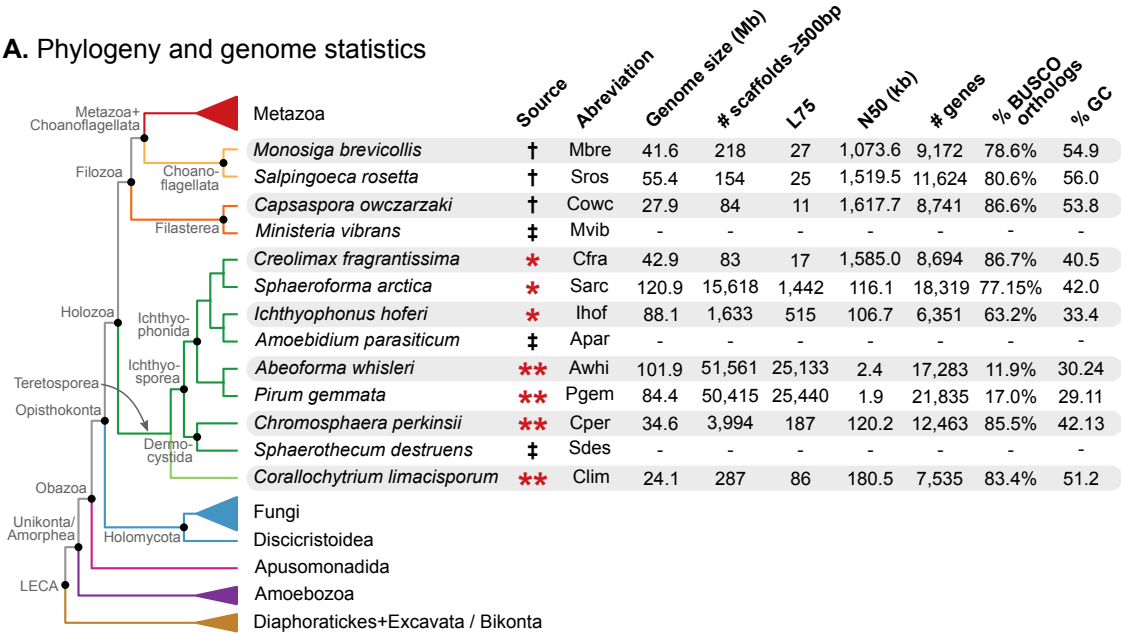 A. Phylogeny and genome statistics
Source
Abreviation
Genome size (Mb)
# scaffolds ≥500bp
L75
N50 (kb)
# genes
% BUSCO
orthologs
% GC
Metazoa+
Choanoflagellata
Metazoa
Monosiga brevicollis † Mbre 41.6 218 27 1,073.6 9,172 78.6% 54.9
Filozoa
Choano-
flagellata
Salpingoeca rosetta † Sros 55.4 154 25 1,519.5 11,624 80.6% 56.0
Capsaspora owczarzaki † Cowc 27.9 84 11 1,617.7 8,741 86.6% 53.8
Filasterea
Ministeria vibrans ‡ Mvib - - - - - - -
Creolimax fragrantissima * Cfra 42.9 83 17 1,585.0 8,694 86.7% 40.5
Sphaeroforma arctica * Sarc 120.9 15,618 1,442 116.1 18,319 77.15% 42.0
Holozoa
Ichthyo-
phonida
Ichthyophonus hoferi * Ihof 88.1 1,633 515 106.7 6,351 63.2% 33.4
Amoebidium parasiticum ‡ Apar - - - - - - -
Ichthyo-
sporea
Abeoforma whisleri ** Awhi 101.9 51,561 25,133 2.4 17,283 11.9% 30.24
Teretosporea
Pirum gemmata ** Pgem 84.4 50,415 25,440 1.9 21,835 17.0% 29.11
Opisthokonta
Chromosphaera perkinsii ** Cper 34.6 3,994 187 120.2 12,463 85.5% 42.13
Dermo-
cystida
Sphaerothecum destruens ‡ Sdes - - - - - - -
Corallochytrium limacisporum ** Clim 24.1 287 86 180.5 7,535 83.4% 51.2
Obazoa
Fungi
Unikonta/
Amorphea
Holomycota
Discicristoidea
Apusomonadida
LECA
Amoebozoa
Diaphoratickes+Excavata / Bikonta